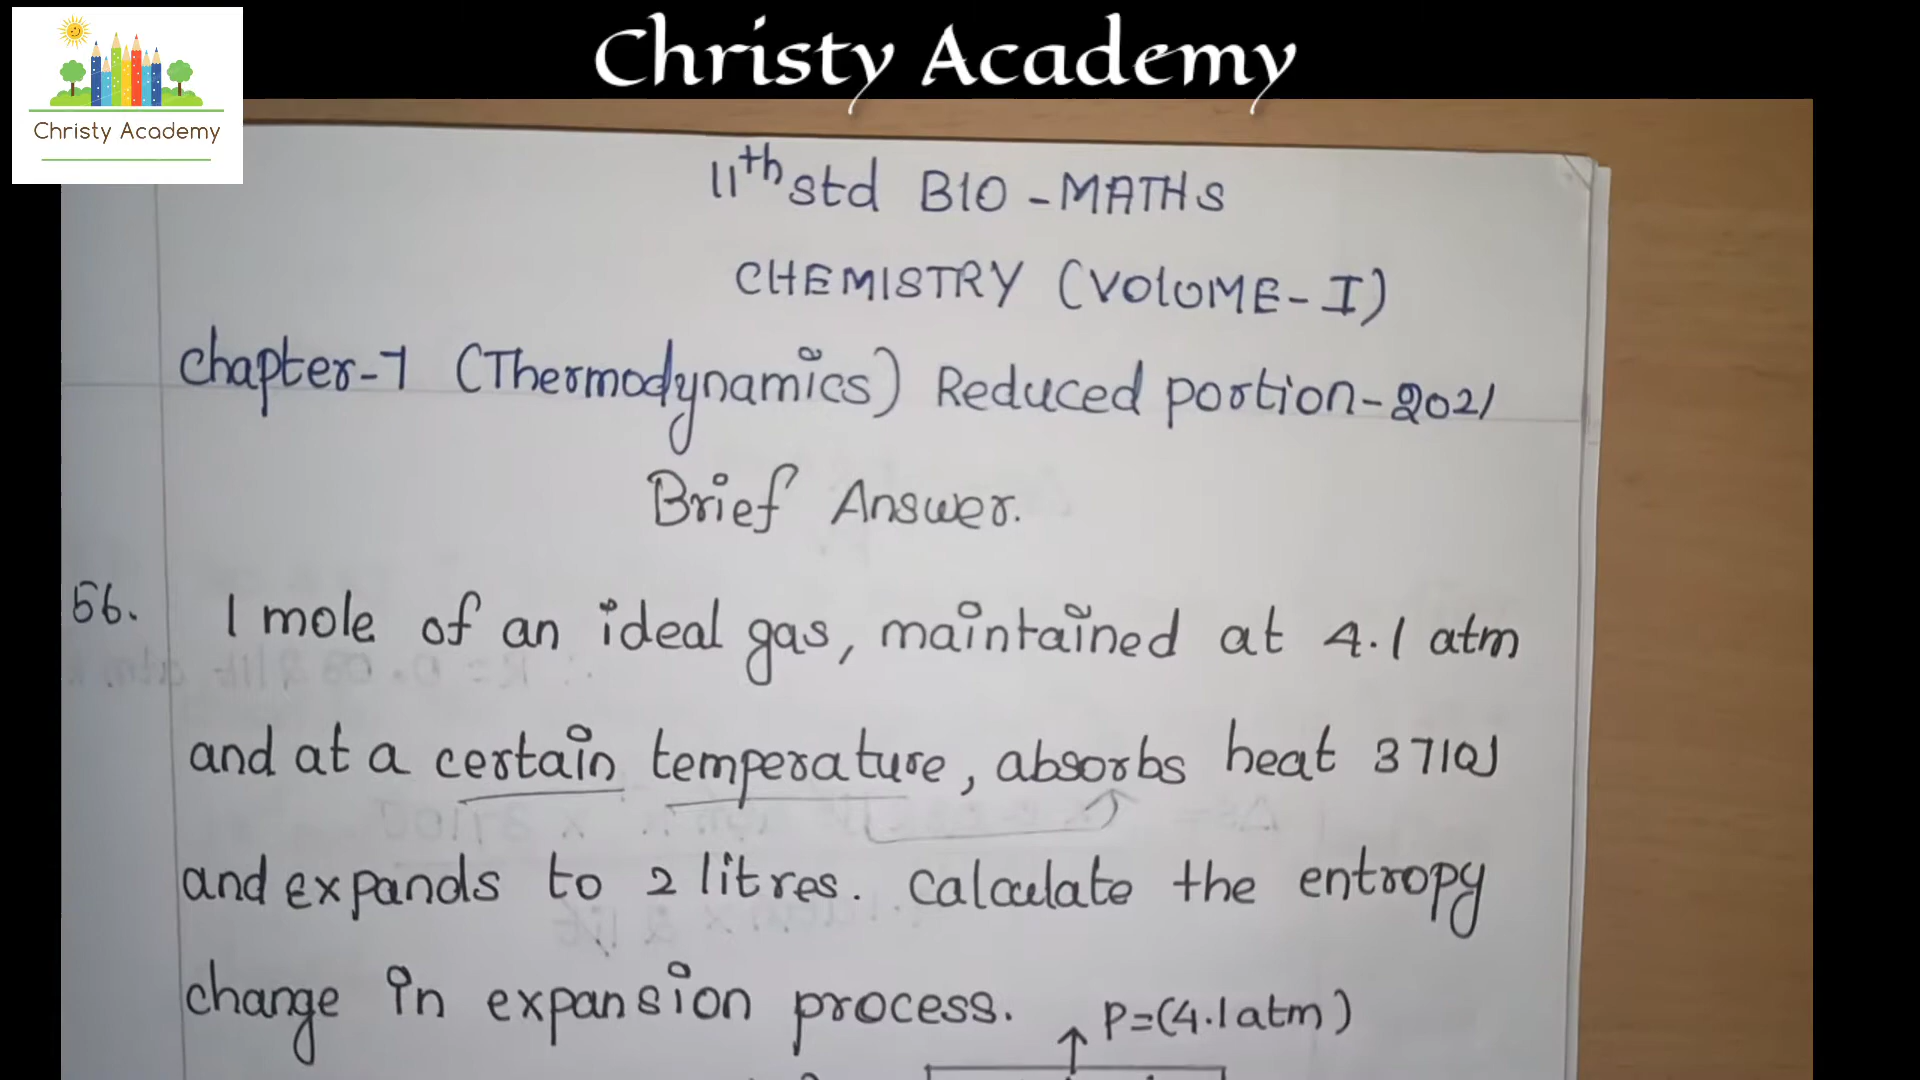 Christy Academy
Christy Academy
11th std BIO - MATHS
CHEMISTRY (VOLUME - I)
Chapter - 7 (Thermodynamics) Reduced portion - 2021
Brief Answer.
56. 1 mole of an ideal gas, maintained at 4.1 atm
and at a certain temperature, absorbs heat 3710J
and expands to 2 litres. calculate the entropy
change in expansion process.
P=(4.1atm)